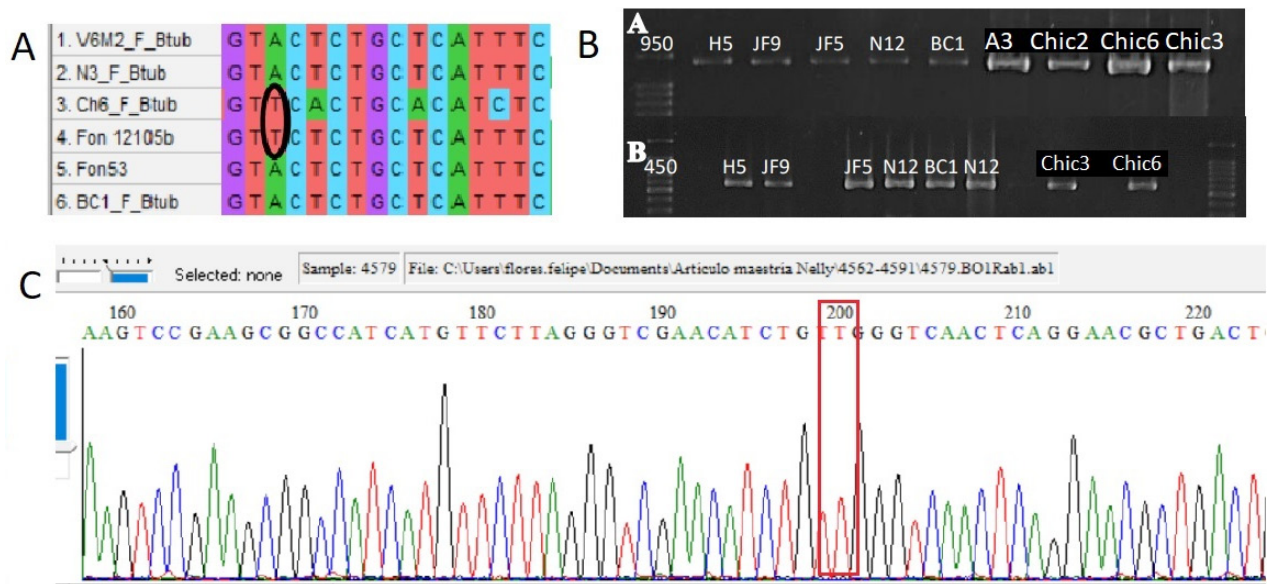 A
1. V6M2_F_Btub G T A C T C T G C T C A T T T C
2. N3_F_Btub G T A C T C T G C T C A T T T C
3. Ch6_F_Btub G T T C A C T G C A C A T C T C
4. Fon 12105b G T T C T C T G C T C A T T T C
5. Fon53 G T A C T C T G C T C A T T T C
6. BC1_F_Btub G T A C T C T G C T C A T T T C
B
A
950 H5 JF9 JF5 N12 BC1 A3 Chic2 Chic6 Chic3
B
450 H5 JF9 JF5 N12 BC1 N12 Chic3 Chic6
C
Selected: none Sample: 4579 File: C:\Users\flores.felipe\Documents\Articulo maestria Nelly\4562-4591\4579.BO1Rab1.ab1
160 170 180 190 200 210 220
AAGTCCGAAGCGGCCATCATGTTCTTAGGGTCGAACATCTGTTGGGTCAACTCAGGAACGCTGACT